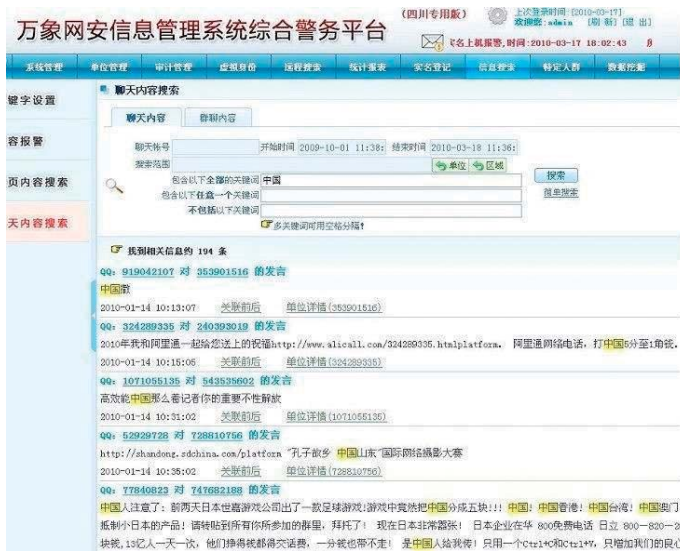 万象网安信息管理系统综合警务平台
(四川专用版)
上次登录时间:[2010-03-17]
欢迎您:admin [刷 新] [退 出]
名上机报警,时间:2010-03-17 18:02:43
系统管理 单位管理 审计管理 虚拟身份 远程搜索 统计报表 实名登记 信息搜索 特定人群 数据挖掘
键字设置
容报警
页内容搜索
天内容搜索
聊天内容搜索
聊天内容 群聊内容
聊天帐号 开始时间 2009-10-01 11:38: 结束时间 2010-03-18 11:36:
搜索范围 单位 区域
包含以下全部的关键词 中国
包含以下任意一个关键词
不包括以下关键词
搜索
简单搜索
多关键词可用空格分隔!
找到相关信息约 194 条
QQ: 919042107 对 353901516 的发言
中国散
2010-01-14 10:13:07 关联前后 单位详情(353901516)
QQ: 324289335 对 240393019 的发言
2010年我和阿里通一起给您送上的祝福http://www.alicall.com/324289335.htmlplatform. 阿里通网络电话,打中国5分至1角钱.
2010-01-14 10:15:05 关联前后 单位详情(324289335)
QQ: 1071055135 对 543535602 的发言
高效能中国那么着记者你的重要不性解放
2010-01-14 10:31:02 关联前后 单位详情(1071055135)
QQ: 52929728 对 728810756 的发言
http://shandong.sdchina.com/platform "孔子故乡 中国山东"国际网络摄影大赛
2010-01-14 10:35:02 关联前后 单位详情(728810756)
QQ: 77840823 对 747682188 的发言
中国人注意了:前两天日本世嘉游戏公司出了一款足球游戏!游戏中竟然把中国分成五块!!! 中国! 中国香港! 中国台湾! 中国澳门
抵制小日本的产品!请转贴到所有你所参加的群里,拜托了! 现在日本非常嚣张! 日本企业在华 800免费电话 日立 800-820-2
块钱,13亿人一天一次,他们挣得钱都得交话费,一分钱也带不走! 是中国人给我传!只用一个Ctrl+C和Ctrl+V,只增加我们的良心